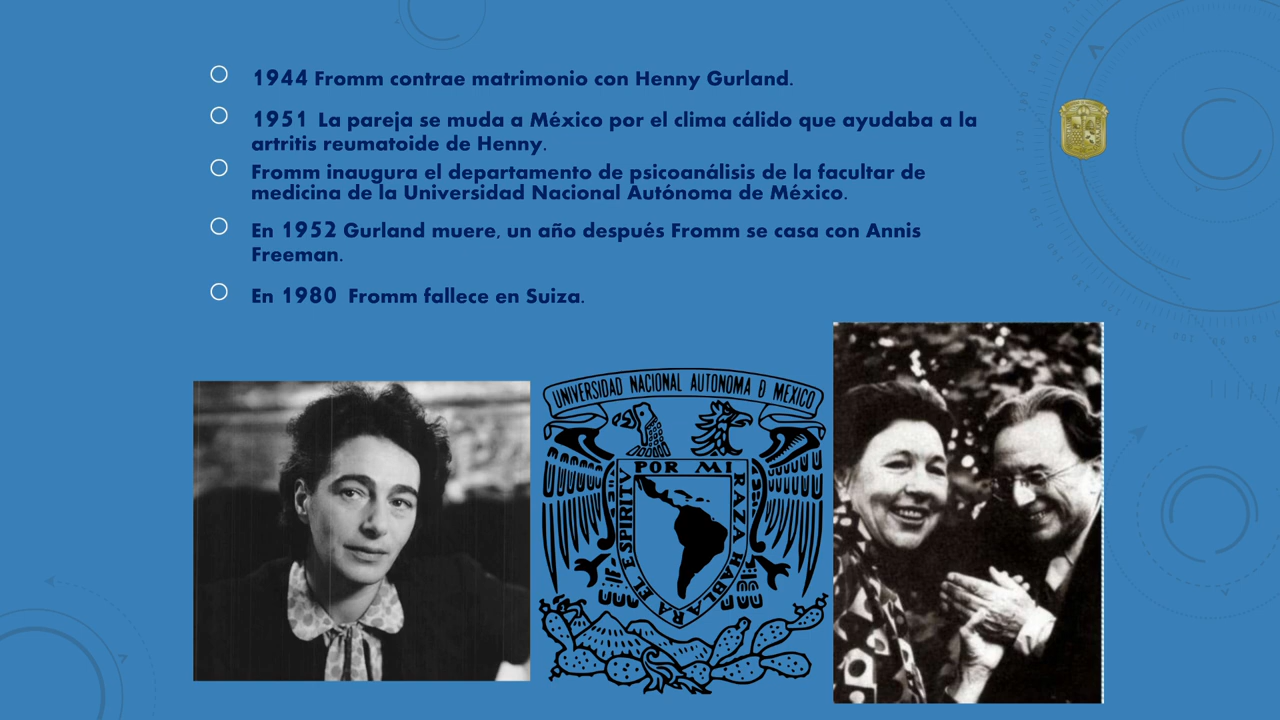 1944 Fromm contrae matrimonio con Henny Gurland.
1951 La pareja se muda a México por el clima cálido que ayudaba a la
artritis reumatoide de Henny.
Fromm inaugura el departamento de psicoanálisis de la facultar de
medicina de la Universidad Nacional Autónoma de México.
En 1952 Gurland muere, un año después Fromm se casa con Annis
Freeman.
En 1980 Fromm fallece en Suiza.
UNIVERSIDAD NACIONAL AUTONOMA Ð MEXICO
POR MI RAZA HABLARA EL ESPIRITV